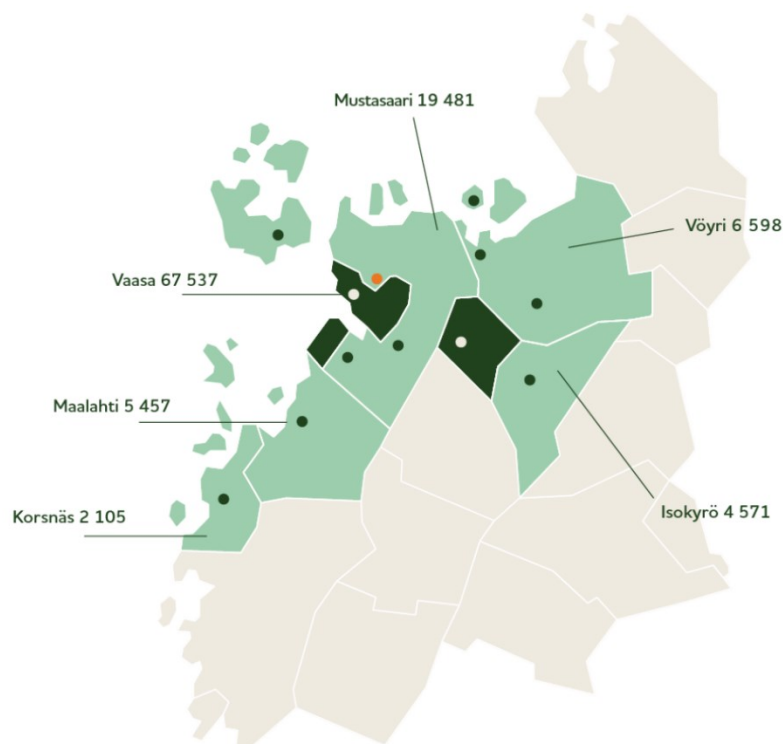 Mustasaari 19 481
Vöyri 6 598
Vaasa 67 537
Maalahti 5 457
Korsnäs 2 105
Isokyrö 4 571